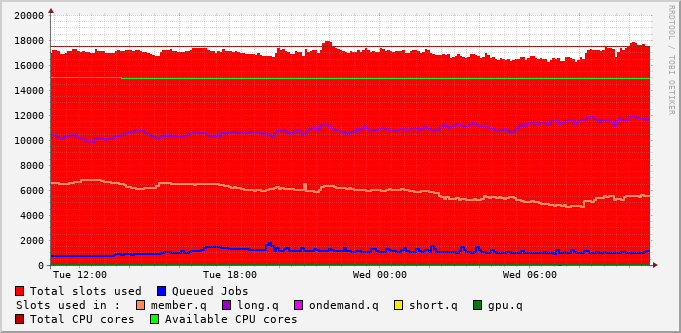 20000
18000
16000
14000
12000
10000
8000
6000
4000
2000
0
Tue 12:00 Tue 18:00 Wed 00:00 Wed 06:00
RRDTOOL / TOBI OETIKER
Total slots used Queued Jobs
Slots used in : member.q long.q ondemand.q short.q gpu.q
Total CPU cores Available CPU cores